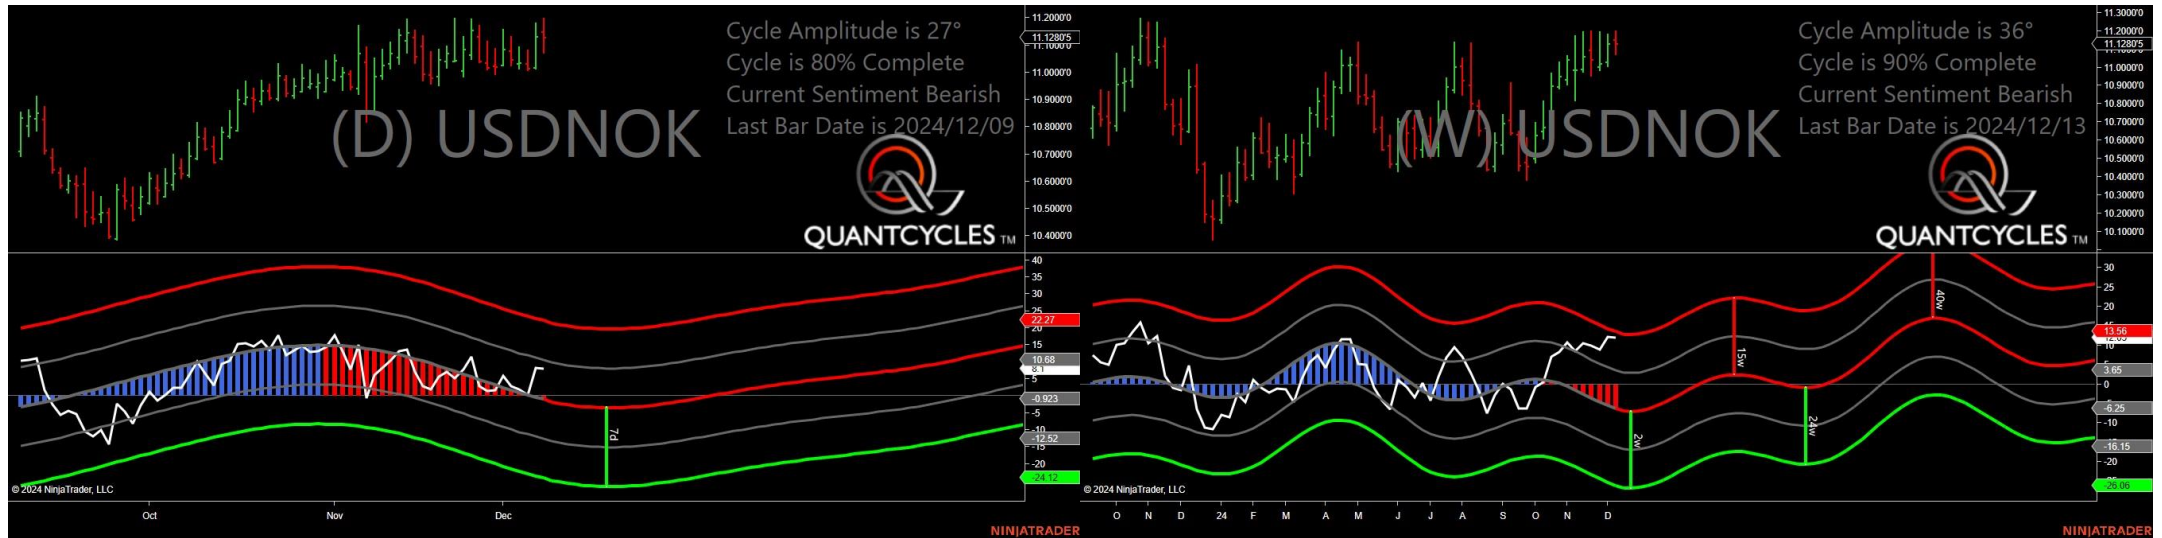 Cycle Amplitude is 27°
Cycle is 80% Complete
Current Sentiment Bearish
Last Bar Date is 2024/12/09
(D) USDNOK
QUANTCYCLES TM
11.2000'0
11.1280'5
11.1000'0
11.0000'0
10.9000'0
10.8000'0
10.7000'0
10.6000'0
10.5000'0
10.4000'0
40
35
30
25
22.27
20
15
10.68
8.1
5
-0.923
-5
-10
-12.52
-15
-20
-24.12
7d
© 2024 NinjaTrader, LLC
Oct
Nov
Dec
NINJATRADER
Cycle Amplitude is 36°
Cycle is 90% Complete
Current Sentiment Bearish
Last Bar Date is 2024/12/13
(W) USDNOK
QUANTCYCLES TM
11.3000'0
11.2000'0
11.1280'5
11.0000'0
10.9000'0
10.8000'0
10.7000'0
10.6000'0
10.5000'0
10.4000'0
10.3000'0
10.2000'0
10.1000'0
30
25
20
13.56
10
3.65
0
-6.25
-10
-16.15
-20
-26.06
2w
15w
24w
40w
© 2024 NinjaTrader, LLC
O N D 24 F M A M J J A S O N D
NINJATRADER